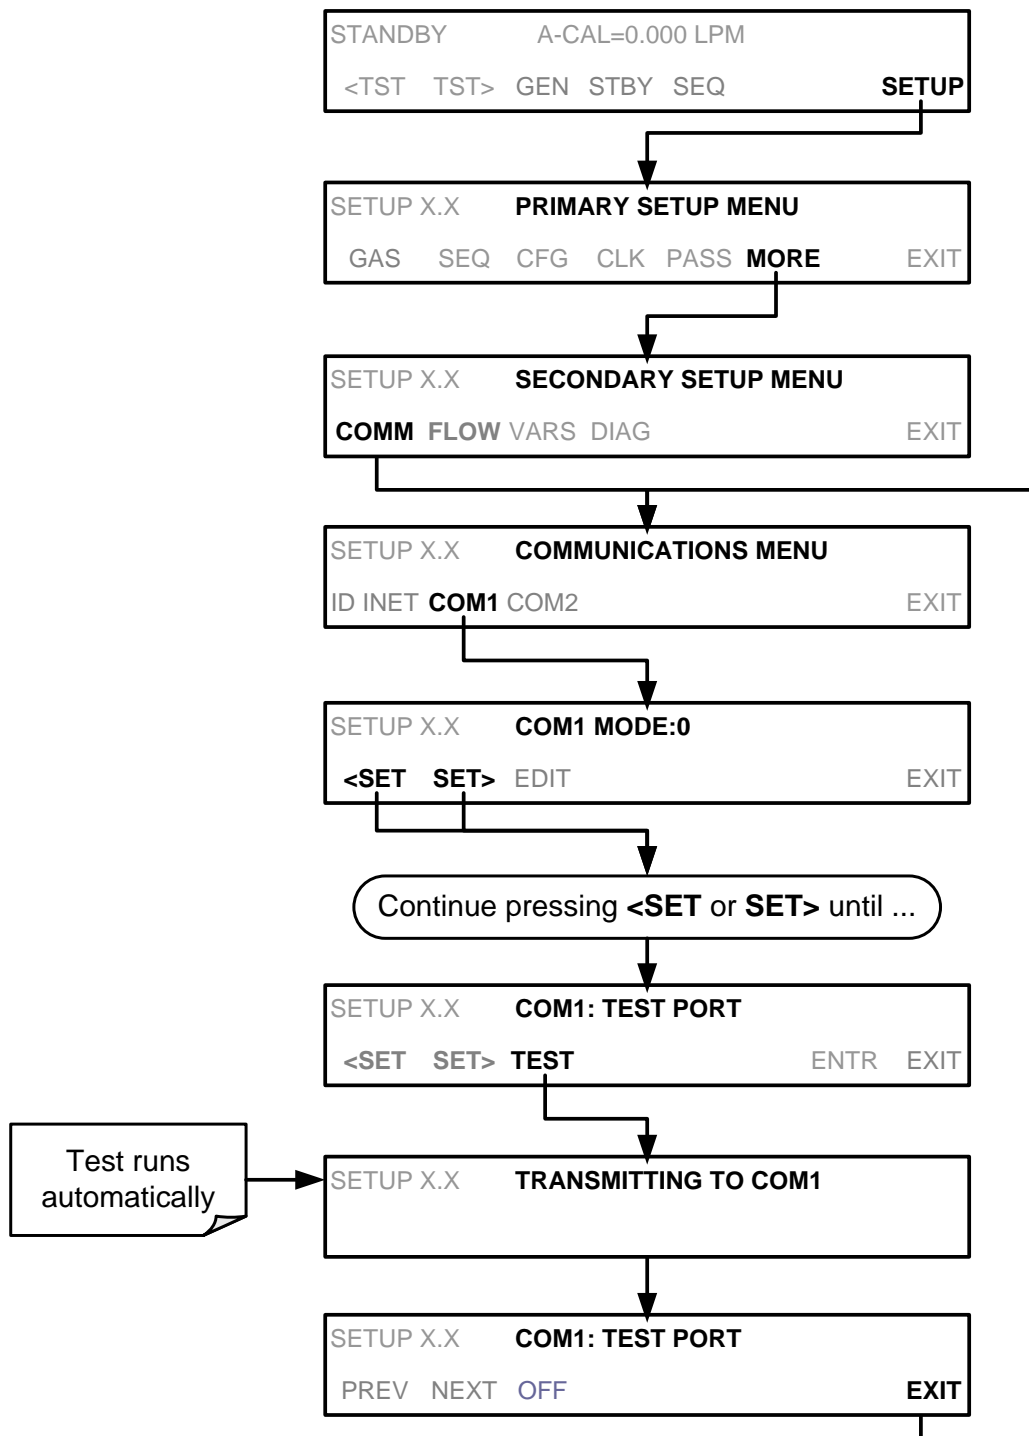 STANDBY A-CAL=0.000 LPM
<TST TST> GEN STBY SEQ SETUP
SETUP X.X PRIMARY SETUP MENU
GAS SEQ CFG CLK PASS MORE EXIT
SETUP X.X SECONDARY SETUP MENU
COMM FLOW VARS DIAG EXIT
SETUP X.X COMMUNICATIONS MENU
ID INET COM1 COM2 EXIT
SETUP X.X COM1 MODE:0
<SET SET> EDIT EXIT
Continue pressing <SET or SET> until ...
SETUP X.X COM1: TEST PORT
<SET SET> TEST ENTR EXIT
Test runs
automatically
SETUP X.X TRANSMITTING TO COM1
SETUP X.X COM1: TEST PORT
PREV NEXT OFF EXIT